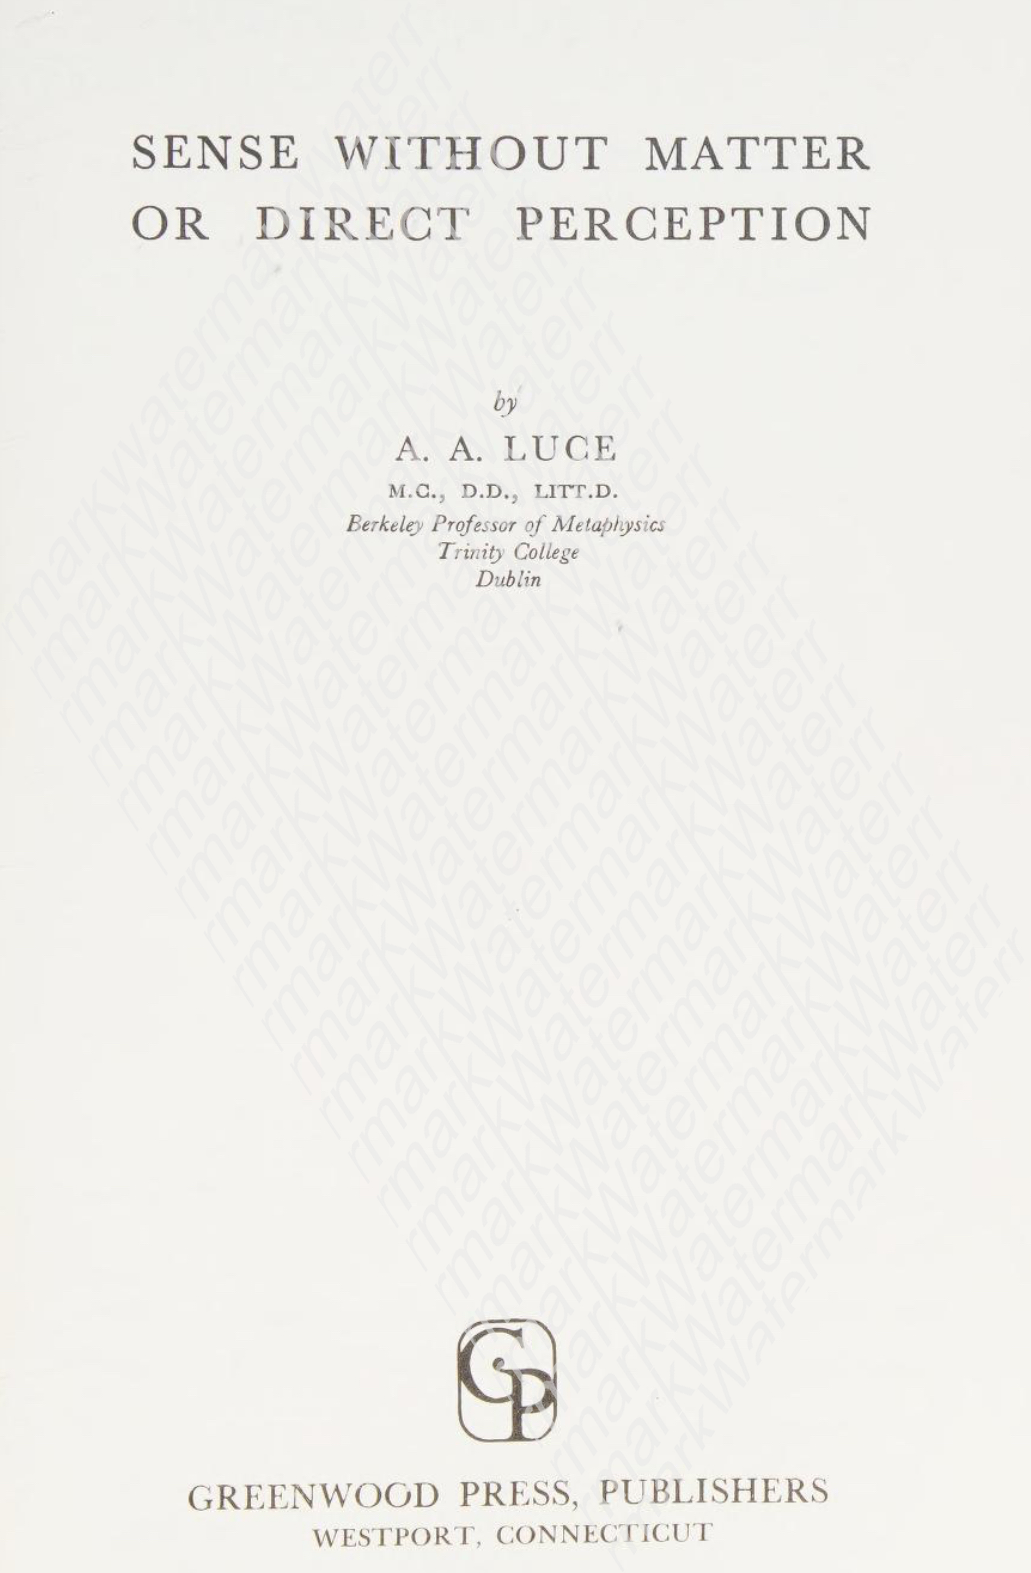 SENSE WITHOUT MATTER
OR DIRECT PERCEPTION
by
A. A. LUCE
M.C., D.D., LITT.D.
Berkeley Professor of Metaphysics
Trinity College
Dublin
GP
GREENWOOD PRESS, PUBLISHERS
WESTPORT, CONNECTICUT